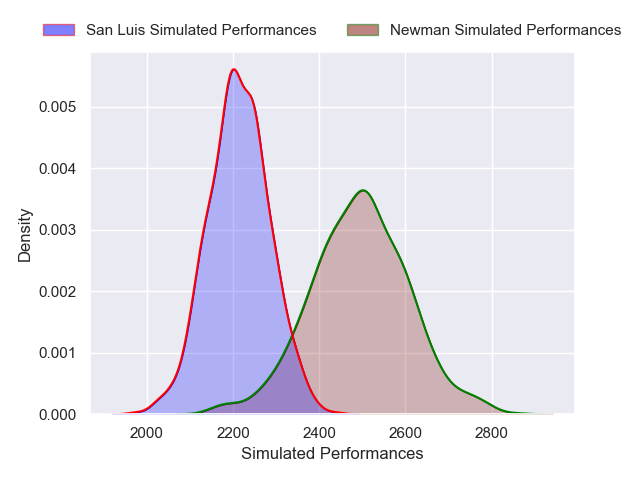 San Luis Simulated Performances Newman Simulated Performances
0.005
0.004
0.003
0.002
0.001
0.000
Density
2000 2200 2400 2600 2800
Simulated Performances